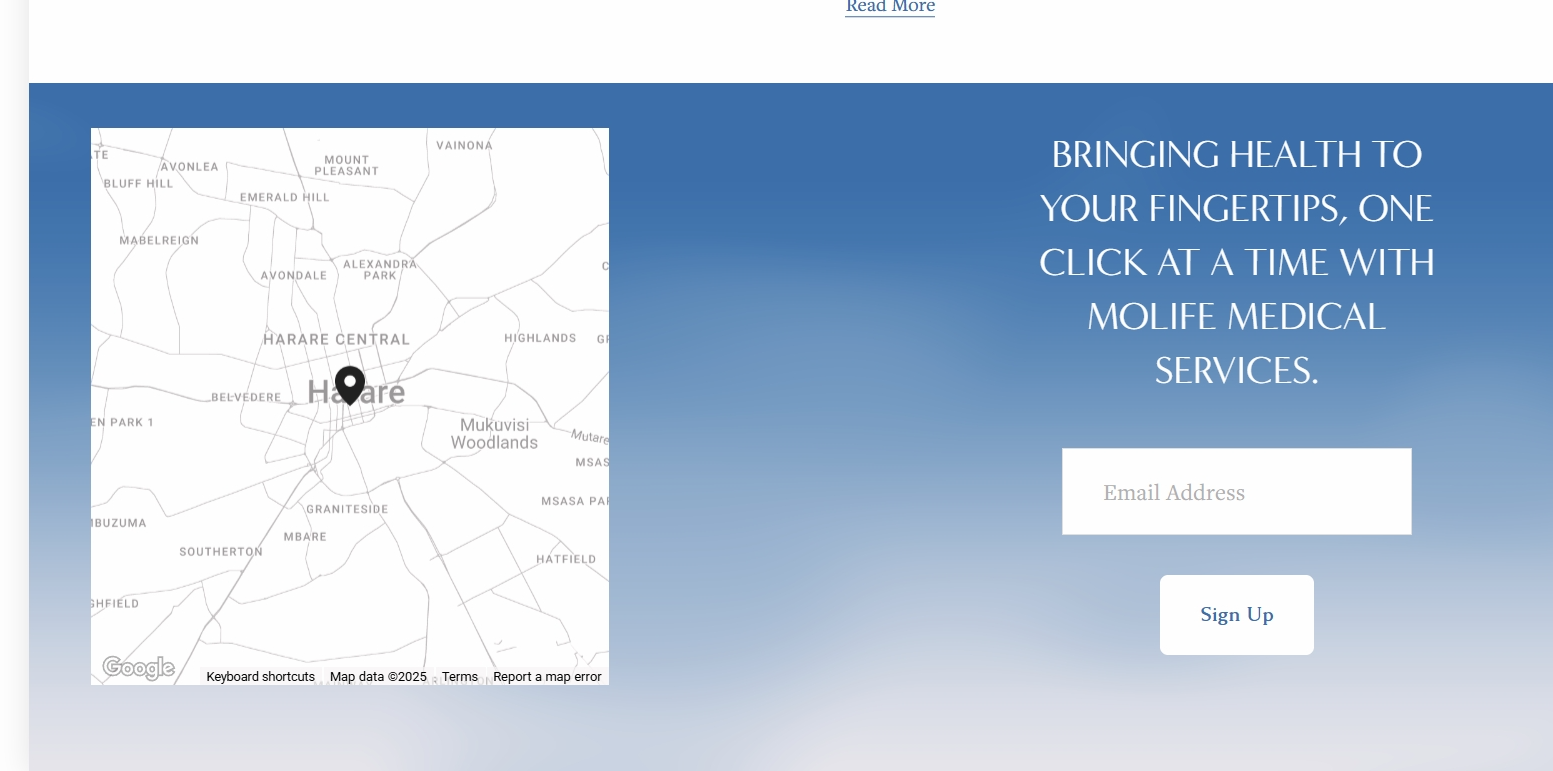 Read More
BRINGING HEALTH TO
YOUR FINGERTIPS, ONE
CLICK AT A TIME WITH
MOLIFE MEDICAL
SERVICES.
Email Address
Sign Up
VAINONA
MOUNT
PLEASANT
AVONLEA
BLUFF HILL
EMERALD HILL
MABELREIGN
ALEXANDRA
PARK
AVONDALE
HARARE CENTRAL
HIGHLANDS
Harare
BELVEDERE
EN PARK 1
Mukuvisi
Woodlands
Mutare
MSAS
MSASA PAR
GRANITESIDE
MBUZUMA
MBARE
SOUTHERTON
HATFIELD
GHFIELD
Google
Keyboard shortcuts Map data ©2025 Terms Report a map error